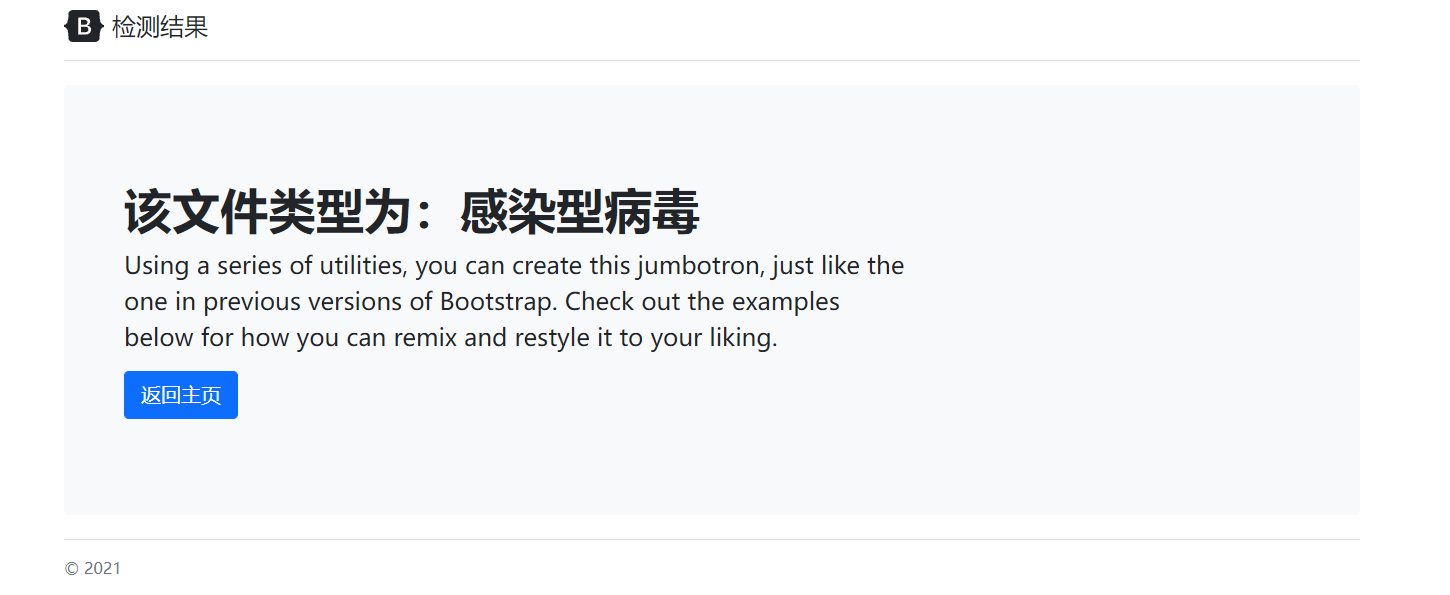 B 检测结果
该文件类型为：感染型病毒
Using a series of utilities, you can create this jumbotron, just like the
one in previous versions of Bootstrap. Check out the examples
below for how you can remix and restyle it to your liking.
返回主页
© 2021